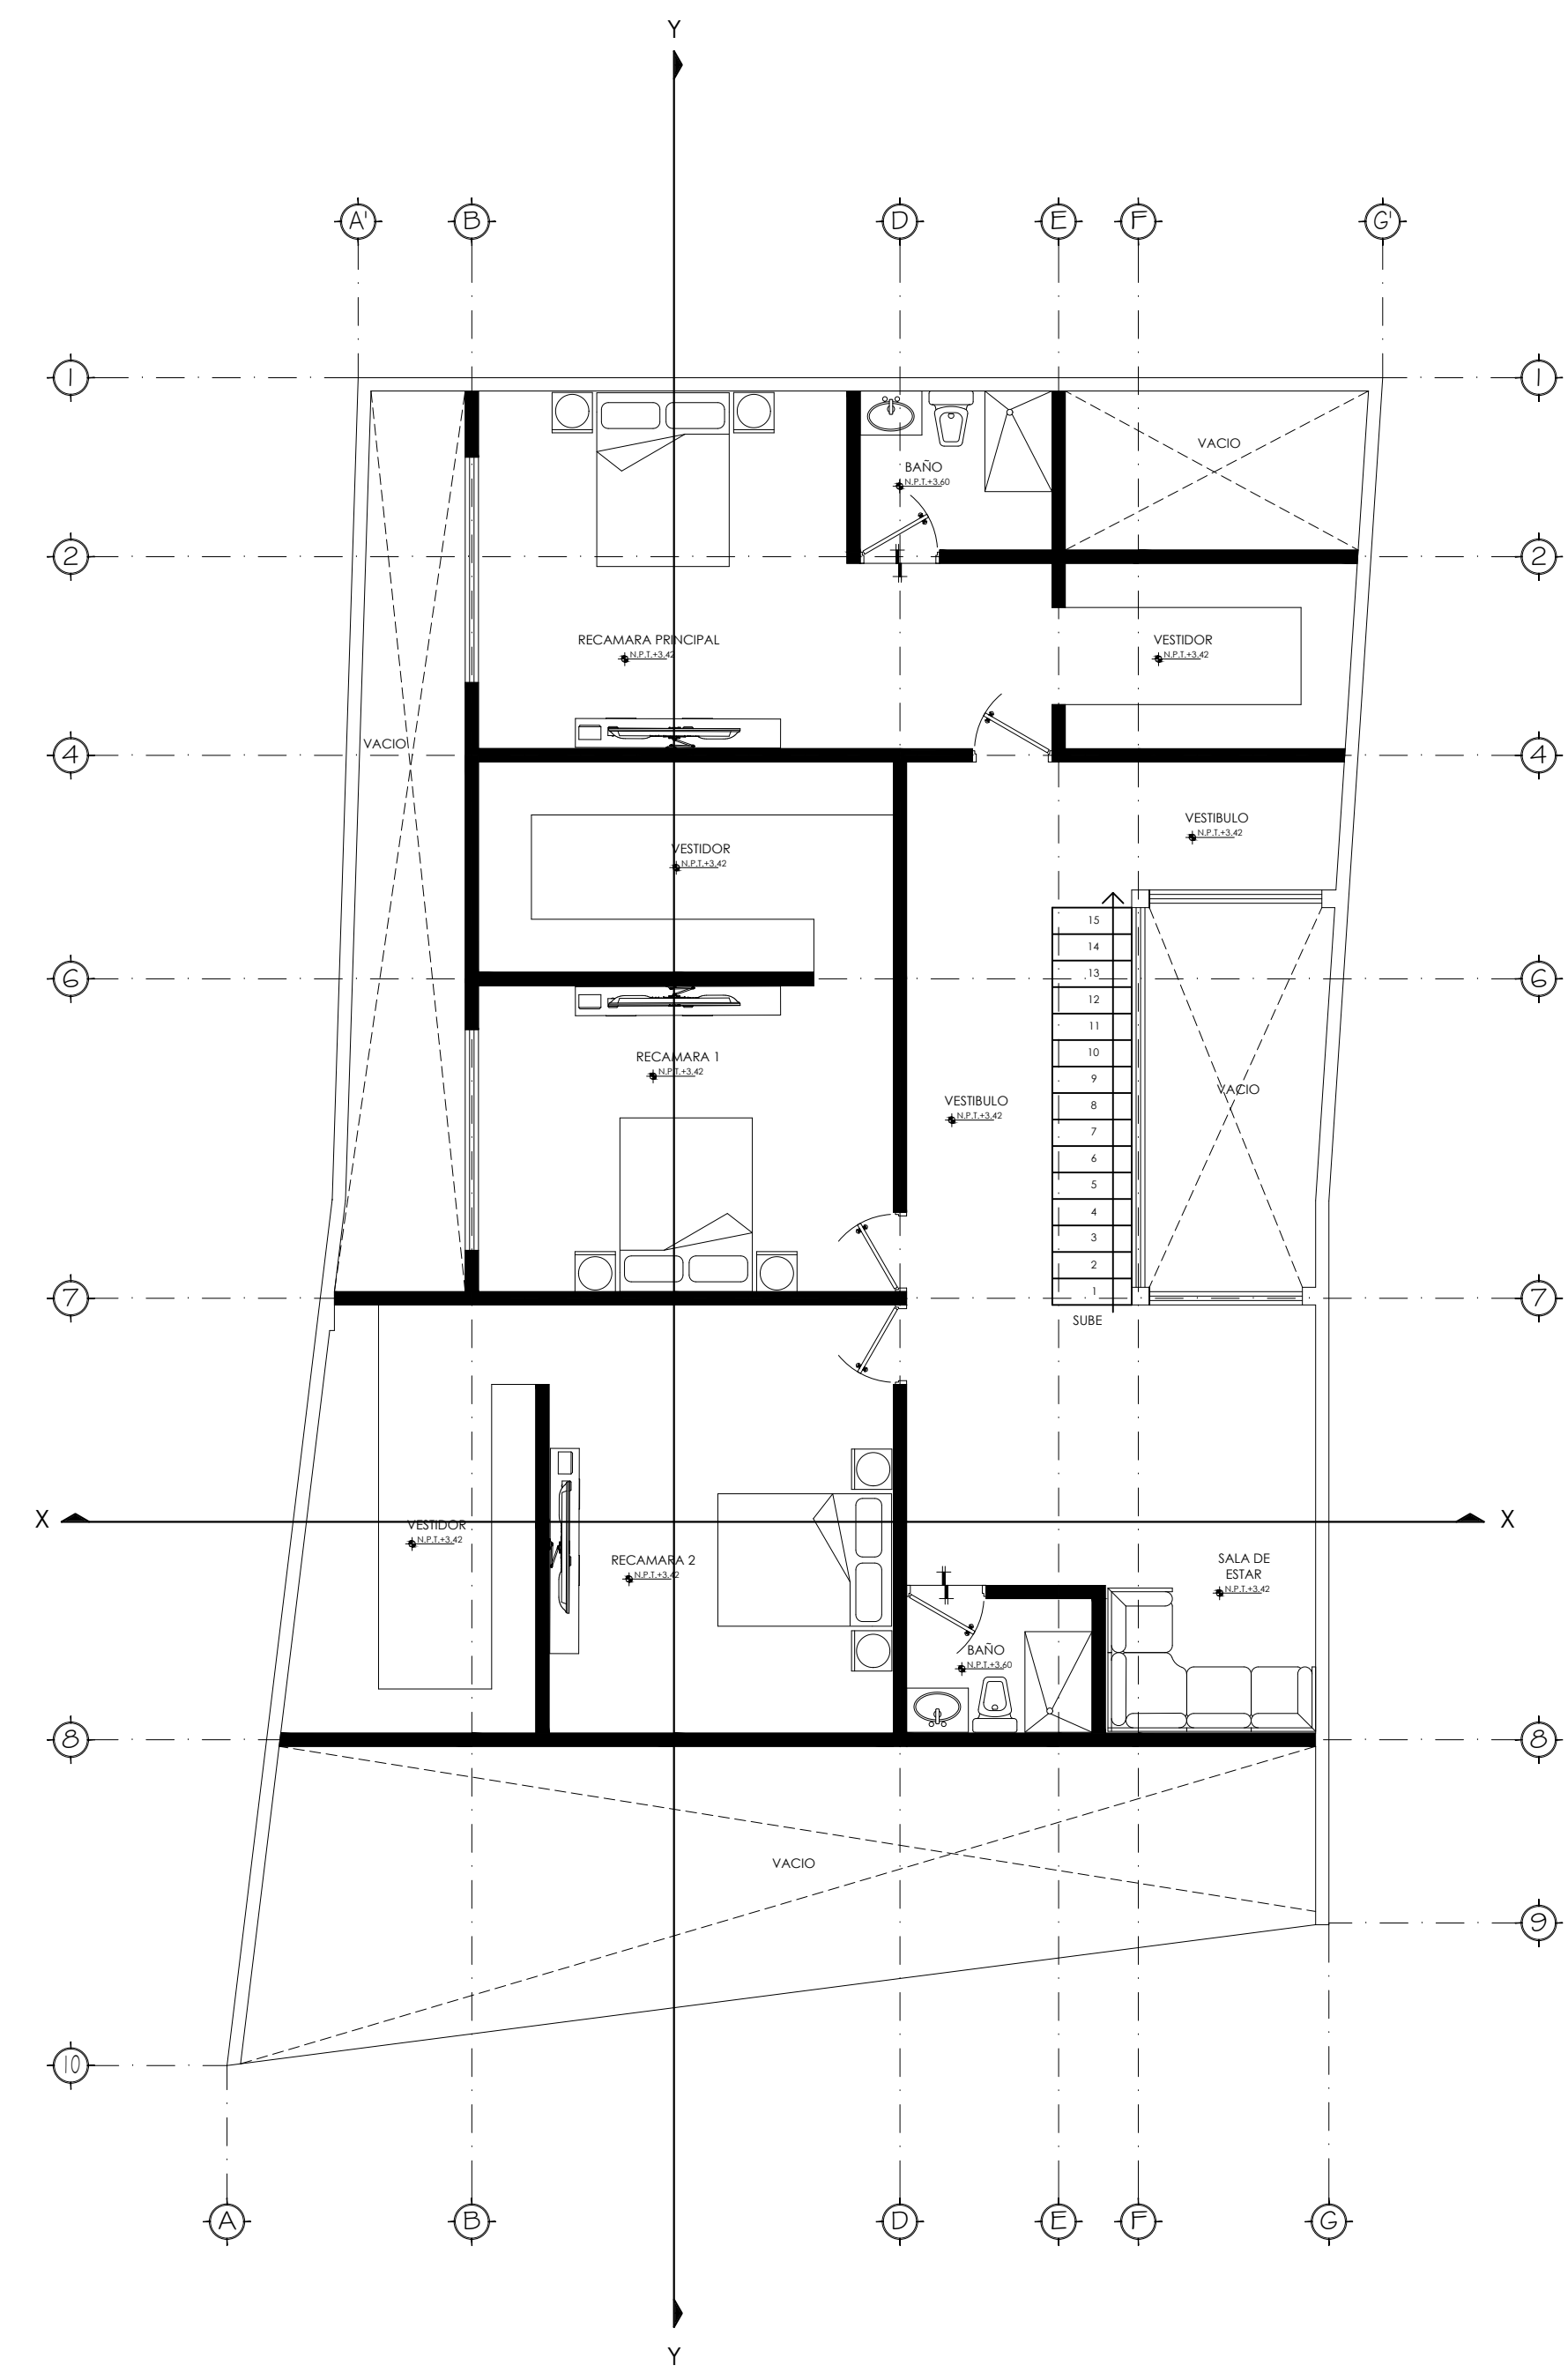 Y
A'
B
D
E
F
G'
1
1
VACIO
BAÑO
N.P.T.+3.60
2
2
RECAMARA PRINCIPAL
N.P.T.+3.42
VESTIDOR
N.P.T.+3.42
VACIO
4
4
VESTIBULO
N.P.T.+3.42
VESTIDOR
N.P.T.+3.42
15
14
13
12
11
10
9
8
7
6
5
4
3
2
1
SUBE
6
6
RECAMARA 1
N.P.T.+3.42
VESTIBULO
N.P.T.+3.42
VACIO
7
7
X
X
VESTIDOR
N.P.T.+3.42
RECAMARA 2
N.P.T.+3.42
SALA DE
ESTAR
N.P.T.+3.42
BAÑO
N.P.T.+3.60
8
8
VACIO
9
10
A
B
D
E
F
G
Y